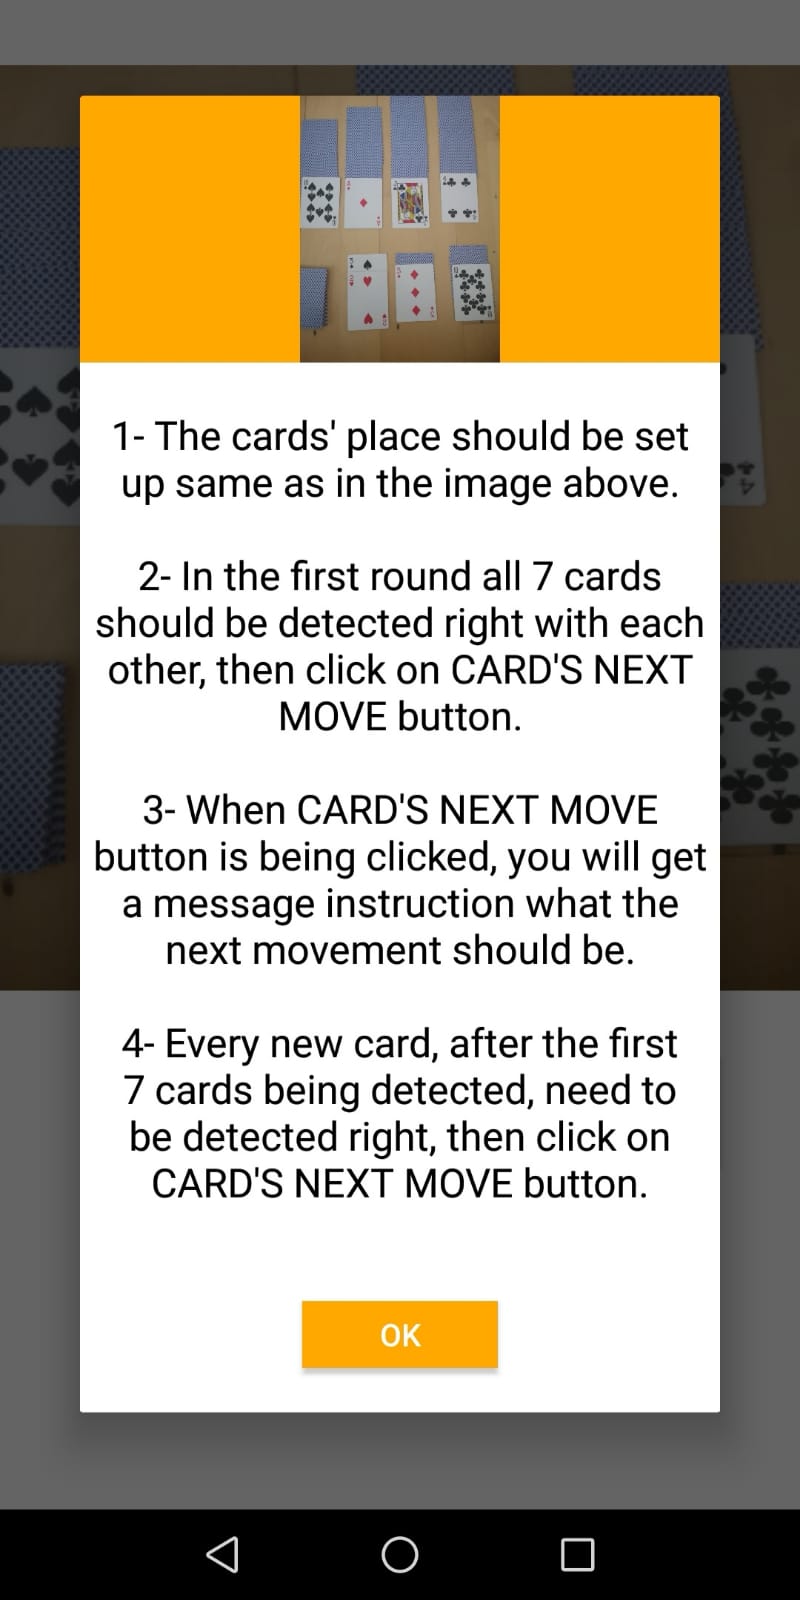 1- The cards' place should be set
up same as in the image above.
2- In the first round all 7 cards
should be detected right with each
other, then click on CARD'S NEXT
MOVE button.
3- When CARD'S NEXT MOVE
button is being clicked, you will get
a message instruction what the
next movement should be.
4- Every new card, after the first
7 cards being detected, need to
be detected right, then click on
CARD'S NEXT MOVE button.
OK